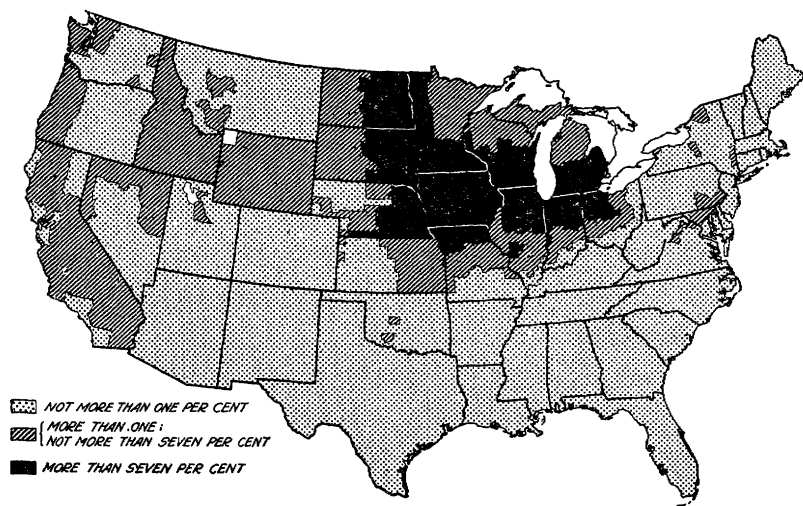 NOT MORE THAN ONE PER CENT
MORE THAN ONE;
NOT MORE THAN SEVEN PER CENT
MORE THAN SEVEN PER CENT